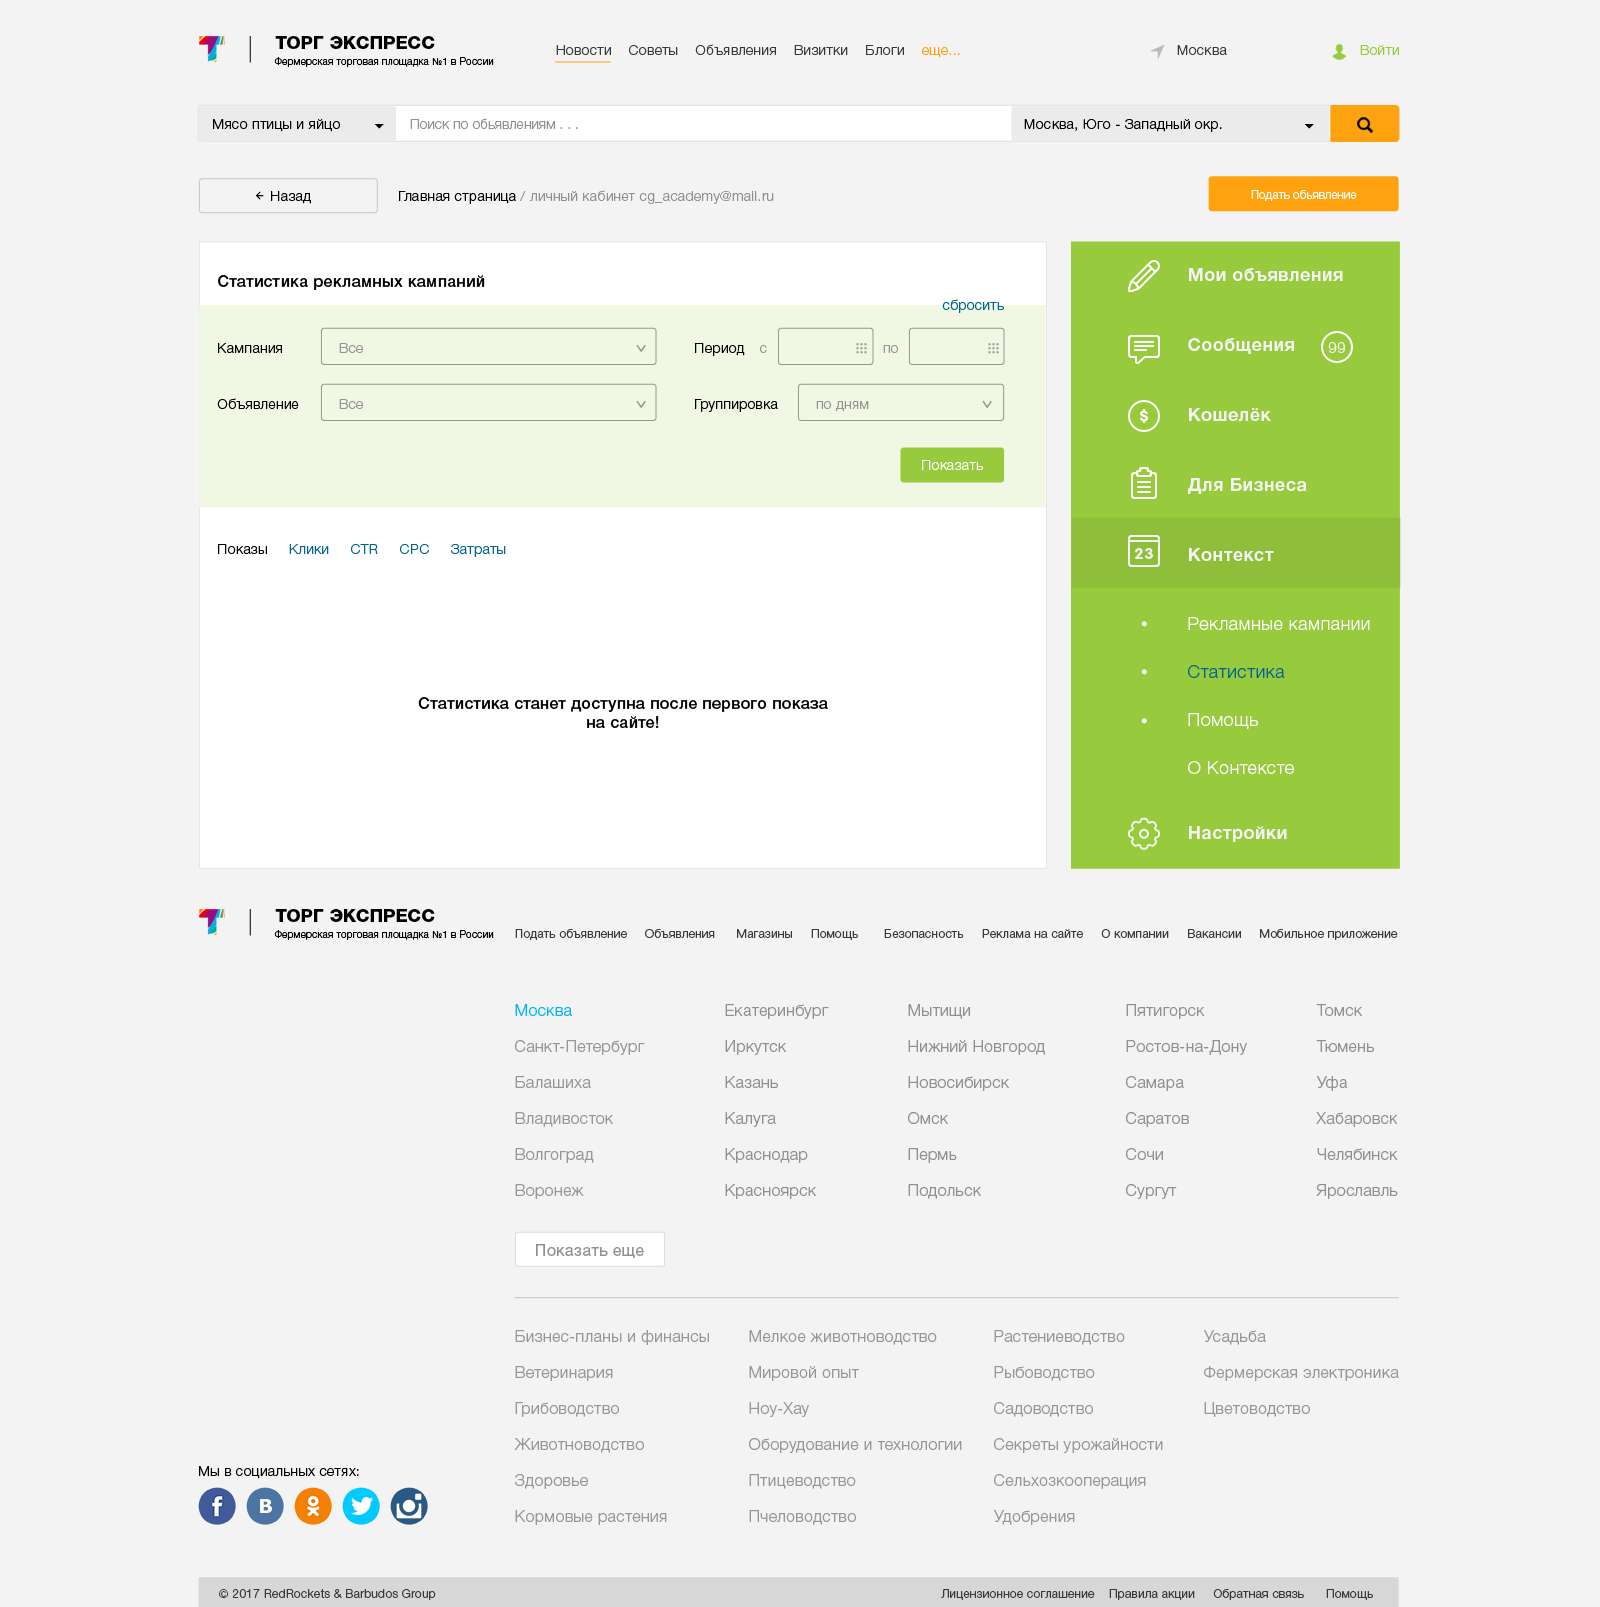 ТОРГ ЭКСПРЕСС
Фермерская торговая площадка №1 в России
Новости Советы Объявления Визитки Блоги еще...
Москва
Войти
Мясо птицы и яйцо
Поиск по объявлениям . . .
Москва, Юго - Западный окр.
Назад
Главная страница / личный кабинет cg_academy@mail.ru
Подать объявление
Статистика рекламных кампаний
сбросить
Кампания Все Период с по
Объявление Все Группировка по дням
Показать
Показы Клики CTR CPC Затраты
Статистика станет доступна после первого показа
на сайте!
Мои объявления
Сообщения 99
$ Кошелёк
Для Бизнеса
23 Контекст
Рекламные кампании
Статистика
Помощь
О Контексте
Настройки
ТОРГ ЭКСПРЕСС
Фермерская торговая площадка №1 в России
Подать объявление Объявления Магазины Помощь Безопасность Реклама на сайте О компании Вакансии Мобильное приложение
Москва Екатеринбург Мытищи Пятигорск Томск
Санкт-Петербург Иркутск Нижний Новгород Ростов-на-Дону Тюмень
Балашиха Казань Новосибирск Самара Уфа
Владивосток Калуга Омск Саратов Хабаровск
Волгоград Краснодар Пермь Сочи Челябинск
Воронеж Красноярск Подольск Сургут Ярославль
Показать еще
Бизнес-планы и финансы Мелкое животноводство Растениеводство Усадьба
Ветеринария Мировой опыт Рыбоводство Фермерская электроника
Грибоводство Ноу-Хау Садоводство Цветоводство
Животноводство Оборудование и технологии Секреты урожайности
Здоровье Птицеводство Сельхозкооперация
Кормовые растения Пчеловодство Удобрения
Мы в социальных сетях:
© 2017 RedRockets & Barbudos Group
Лицензионное соглашение Правила акции Обратная связь Помощь